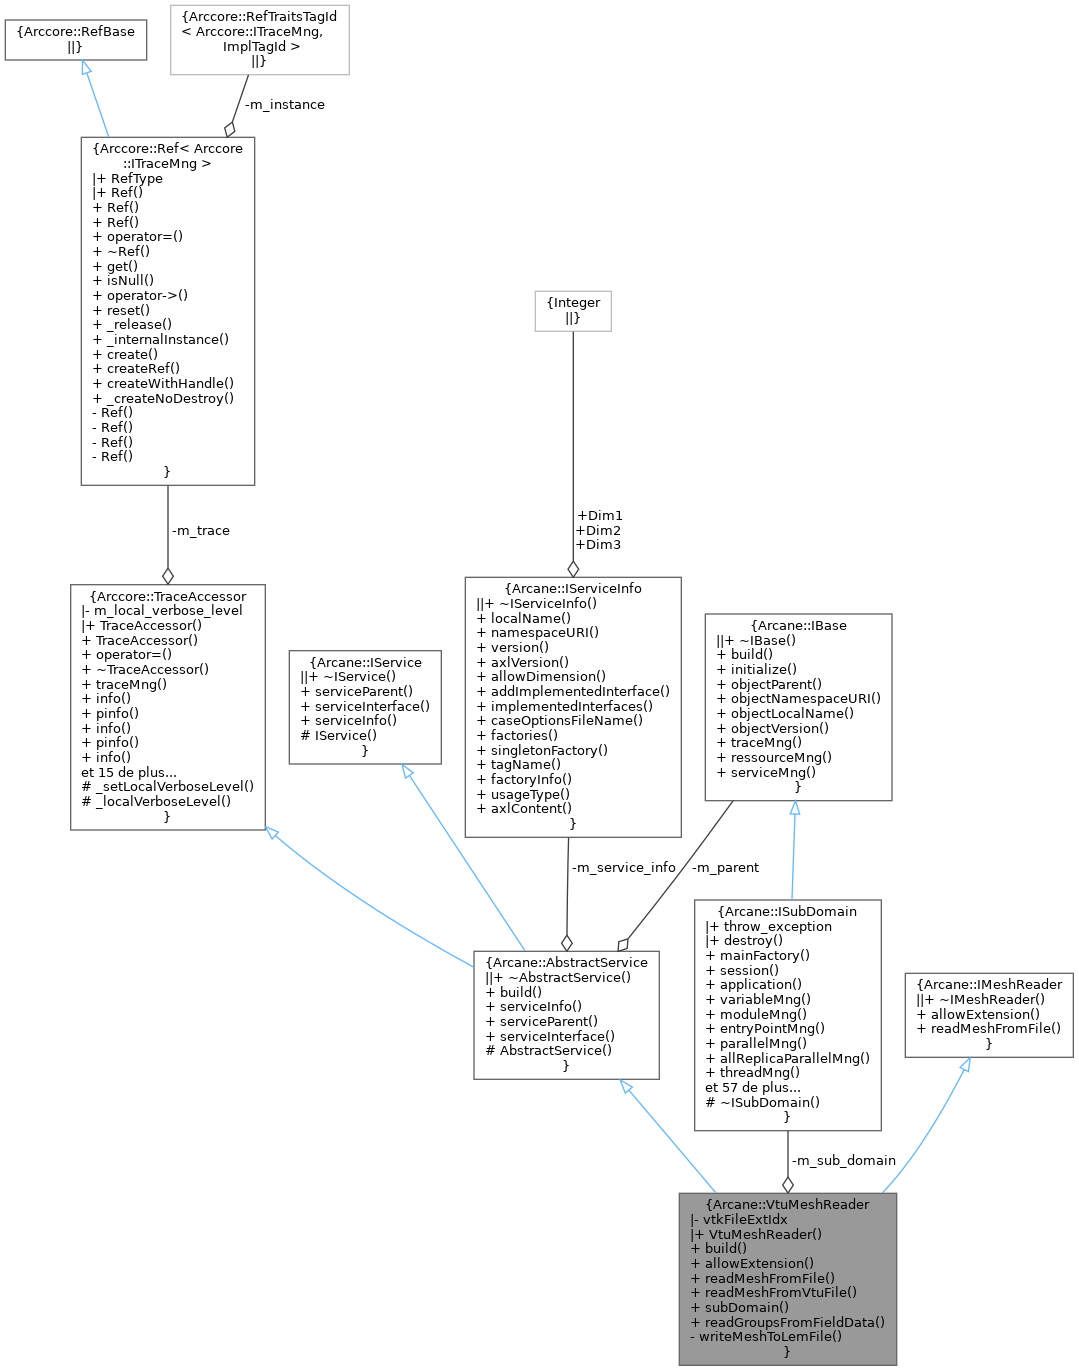 {Arccore::RefBase
||}
{Arccore::RefTraitsTagId
< Arccore::ITraceMng,
ImplTagId >
||}
-m_instance
{Arccore::Ref< Arccore
::ITraceMng >
|+ RefType
|+ Ref()
+ Ref()
+ Ref()
+ operator=()
+ ~Ref()
+ get()
+ isNull()
+ operator->()
+ reset()
+ _release()
+ _internalInstance()
+ create()
+ createRef()
+ createWithHandle()
+ _createNoDestroy()
- Ref()
- Ref()
- Ref()
- Ref()
}
-m_trace
{Arccore::TraceAccessor
|- m_local_verbose_level
|+ TraceAccessor()
+ TraceAccessor()
+ operator=()
+ ~TraceAccessor()
+ traceMng()
+ info()
+ pinfo()
+ info()
+ pinfo()
+ info()
et 15 de plus...
# _setLocalVerboseLevel()
# _localVerboseLevel()
}
{Arcane::IService
||+ ~IService()
+ serviceParent()
+ serviceInterface()
+ serviceInfo()
# IService()
}
{Integer
||}
+Dim1
+Dim2
+Dim3
{Arcane::IServiceInfo
||+ ~IServiceInfo()
+ localName()
+ namespaceURI()
+ version()
+ axlVersion()
+ allowDimension()
+ addImplementedInterface()
+ implementedInterfaces()
+ caseOptionsFileName()
+ factories()
+ singletonFactory()
+ tagName()
+ factoryInfo()
+ usageType()
+ axlContent()
}
{Arcane::IBase
||+ ~IBase()
+ build()
+ initialize()
+ objectParent()
+ objectNamespaceURI()
+ objectLocalName()
+ objectVersion()
+ traceMng()
+ ressourceMng()
+ serviceMng()
}
-m_service_info
-m_parent
{Arcane::AbstractService
||+ ~AbstractService()
+ build()
+ serviceInfo()
+ serviceParent()
+ serviceInterface()
# AbstractService()
}
{Arcane::ISubDomain
|+ throw_exception
|+ destroy()
+ mainFactory()
+ session()
+ application()
+ variableMng()
+ moduleMng()
+ entryPointMng()
+ parallelMng()
+ allReplicaParallelMng()
+ threadMng()
et 57 de plus...
# ~ISubDomain()
}
{Arcane::IMeshReader
||+ ~IMeshReader()
+ allowExtension()
+ readMeshFromFile()
}
-m_sub_domain
{Arcane::VtuMeshReader
|- vtkFileExtIdx
|+ VtuMeshReader()
+ build()
+ allowExtension()
+ readMeshFromFile()
+ readMeshFromVtuFile()
+ subDomain()
+ readGroupsFromFieldData()
- writeMeshToLemFile()
}